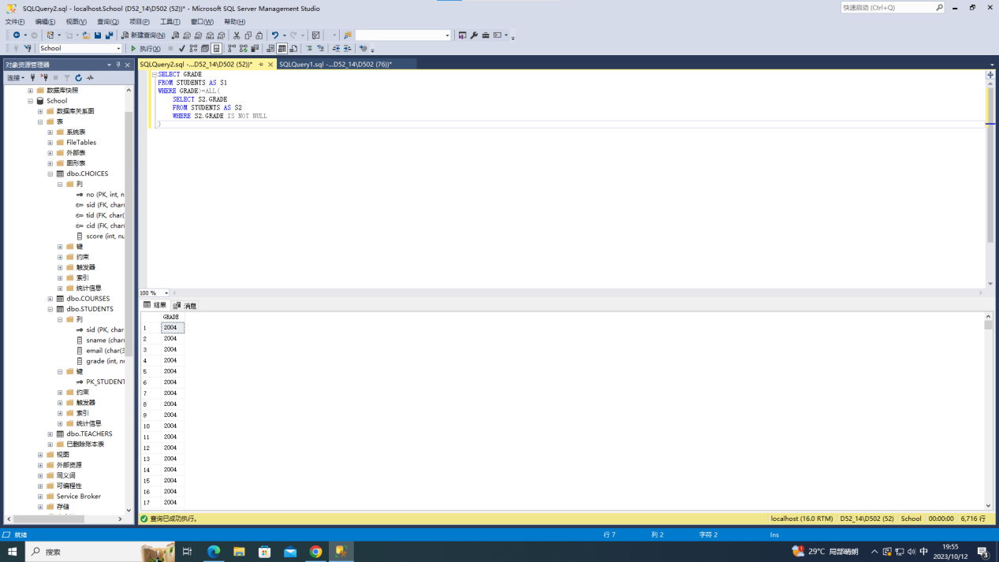 SQLQuery2.sql - localhost.School (D52_14\D502 (52))* - Microsoft SQL Server Management Studio
快速启动 (Ctrl+Q)
文件(F) 编辑(E) 视图(V) 查询(Q) 项目(P) 工具(T) 窗口(W) 帮助(H)
新建查询(N)
School
执行(X)
对象资源管理器
连接
数据库快照
School
数据库关系图
表
系统表
FileTables
外部表
图形表
dbo.CHOICES
列
no (PK, int, n
sid (FK, char
tid (FK, char(
cid (FK, char
score (int, nu
键
约束
触发器
索引
统计信息
dbo.COURSES
dbo.STUDENTS
列
sid (PK, char
sname (char
email (char(3
grade (int, nu
键
PK_STUDENT
约束
触发器
索引
统计信息
dbo.TEACHERS
已删除账本表
视图
外部资源
同义词
可编程性
Service Broker
存储
SQLQuery2.sql -...D52_14\D502 (52))*
SQLQuery1.sql -...D52_14\D502 (76))*
SELECT GRADE
FROM STUDENTS AS S1
WHERE GRADE>=ALL(
SELECT S2.GRADE
FROM STUDENTS AS S2
WHERE S2.GRADE IS NOT NULL
)
100 %
结果 消息
GRADE
1 2004
2 2004
3 2004
4 2004
5 2004
6 2004
7 2004
8 2004
9 2004
10 2004
11 2004
12 2004
13 2004
14 2004
15 2004
16 2004
17 2004
查询已成功执行。
localhost (16.0 RTM) D52_14\D502 (52) School 00:00:00 6,716 行
就绪 行 7 列 2 字符 2 Ins
搜索
29°C 局部晴朗
中
19:55
2023/10/12
3